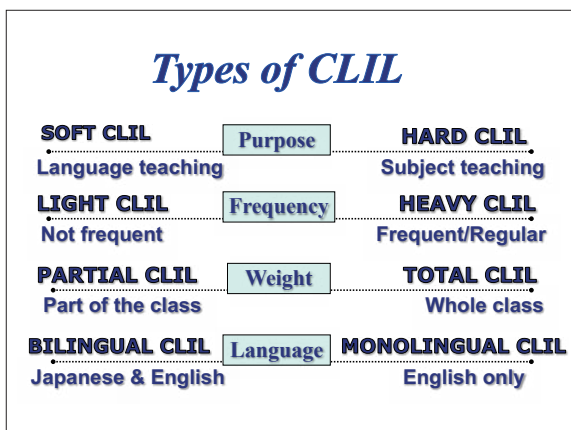 Types of CLIL
SOFT CLIL Purpose HARD CLIL
Language teaching Subject teaching
LIGHT CLIL Frequency HEAVY CLIL
Not frequent Frequent/Regular
PARTIAL CLIL Weight TOTAL CLIL
Part of the class Whole class
BILINGUAL CLIL Language MONOLINGUAL CLIL
Japanese & English English only